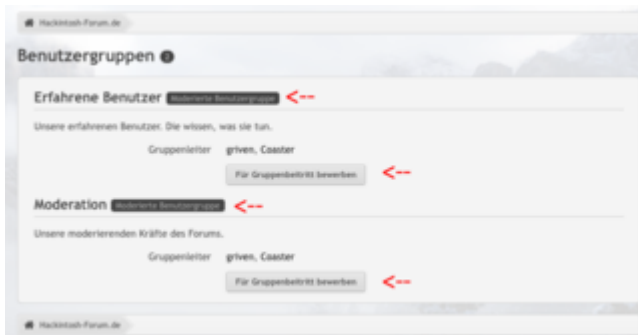 Hackintosh-Forum.de
Benutzergruppen 2
Erfahrene Benutzer Moderierte Benutzergruppe <--
Unsere erfahrenen Benutzer. Die wissen, was sie tun.
Gruppenleiter griven, Coaster
Für Gruppenbeitritt bewerben <--
Moderation Moderierte Benutzergruppe <--
Unsere moderierenden Kräfte des Forums.
Gruppenleiter griven, Coaster
Für Gruppenbeitritt bewerben <--
Hackintosh-Forum.de